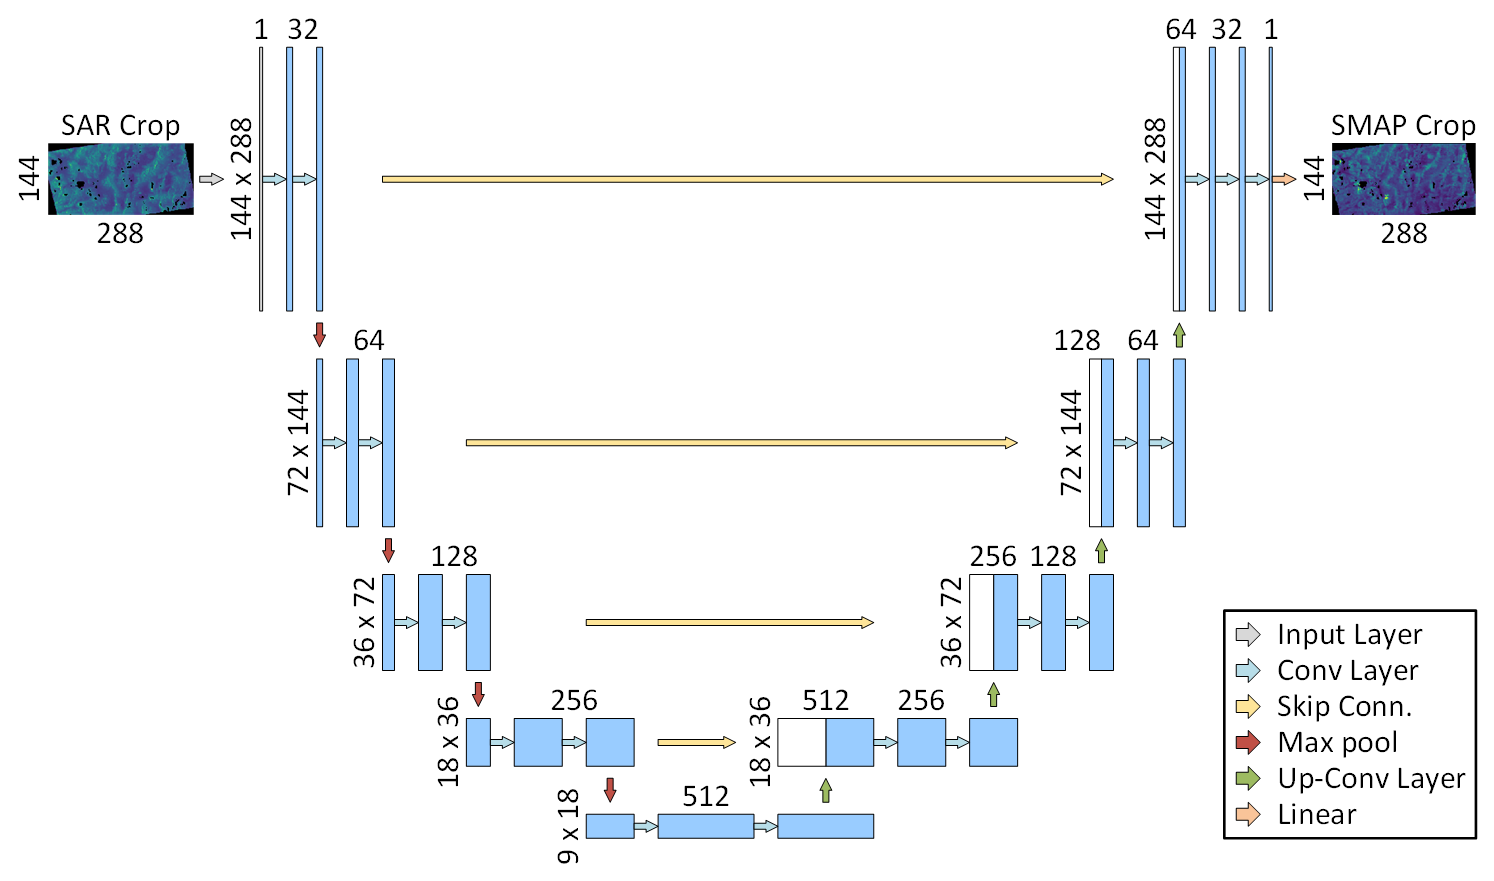 1
32
64
32
1
SAR Crop
144
288
144 x 288
144 x 288
SMAP Crop
144
288
64
72 x 144
128
64
72 x 144
128
36 x 72
256
128
36 x 72
256
18 x 36
512
256
18 x 36
512
9 x 18
Input Layer
Conv Layer
Skip Conn.
Max pool
Up-Conv Layer
Linear